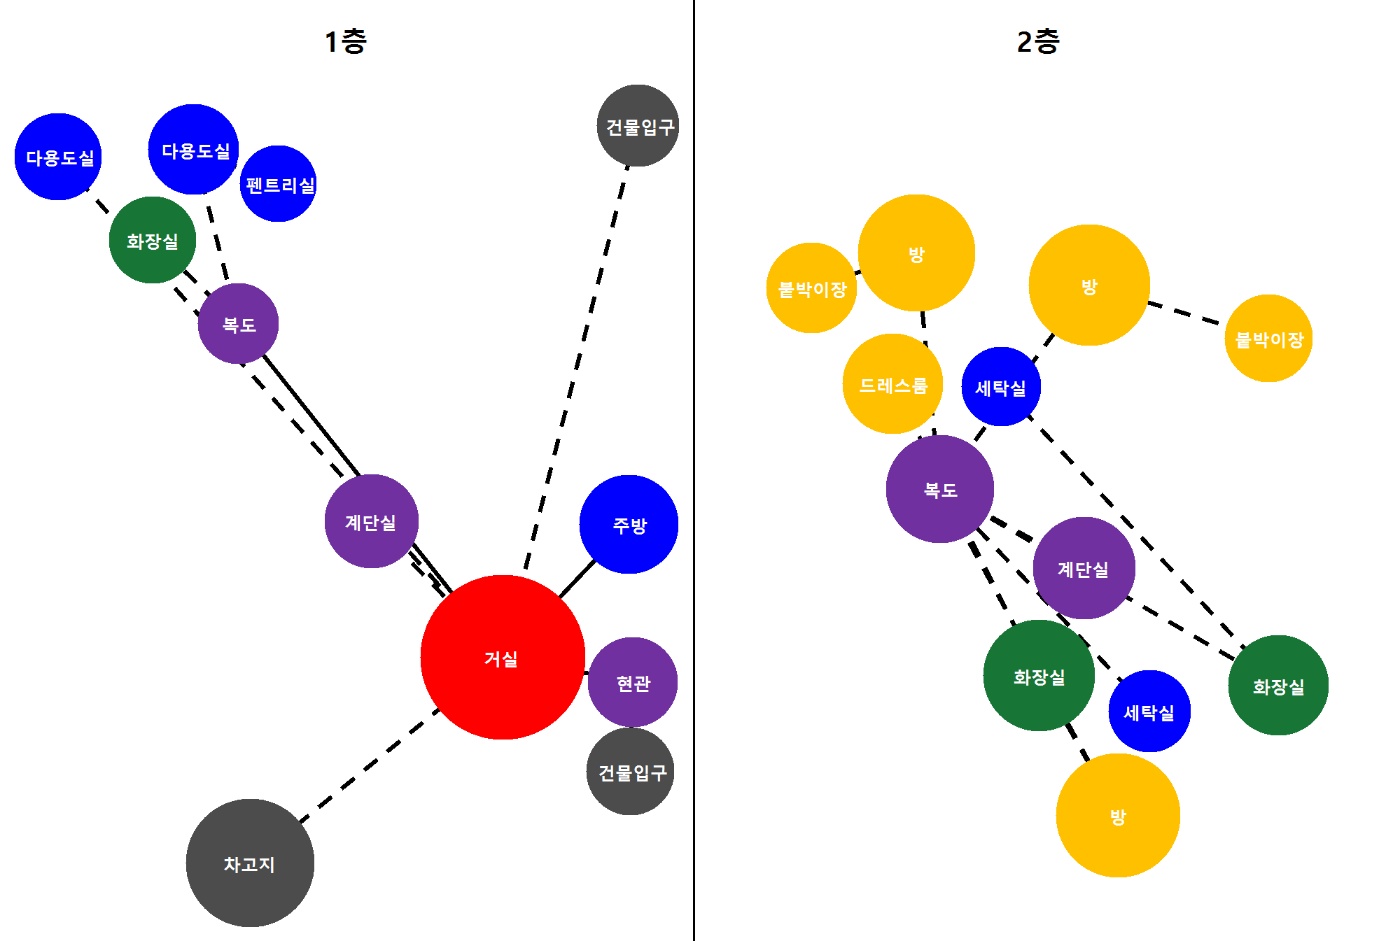 1층
다용도실
다용도실
펜트리실
건물입구
화장실
복도
계단실
주방
거실
현관
건물입구
차고지
2층
방
방
붙박이장
붙박이장
드레스룸
세탁실
복도
계단실
화장실
화장실
세탁실
방